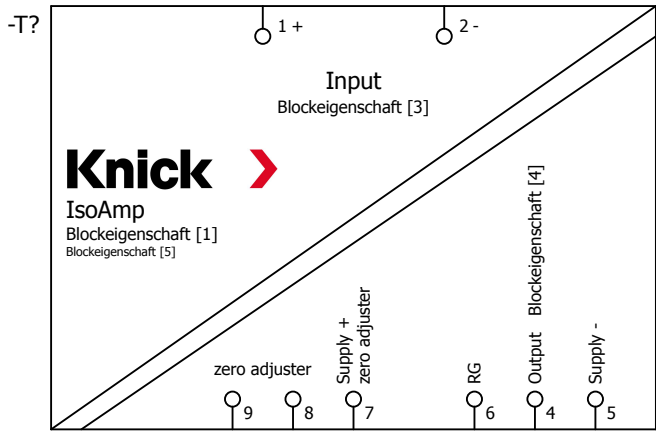 -T?
1 +
2 -
Input
Blockeigenschaft [3]
Knick
IsoAmp
Blockeigenschaft [1]
Blockeigenschaft [5]
zero adjuster
Supply +
zero adjuster
RG
Output Blockeigenschaft [4]
Supply -
9
8
7
6
4
5